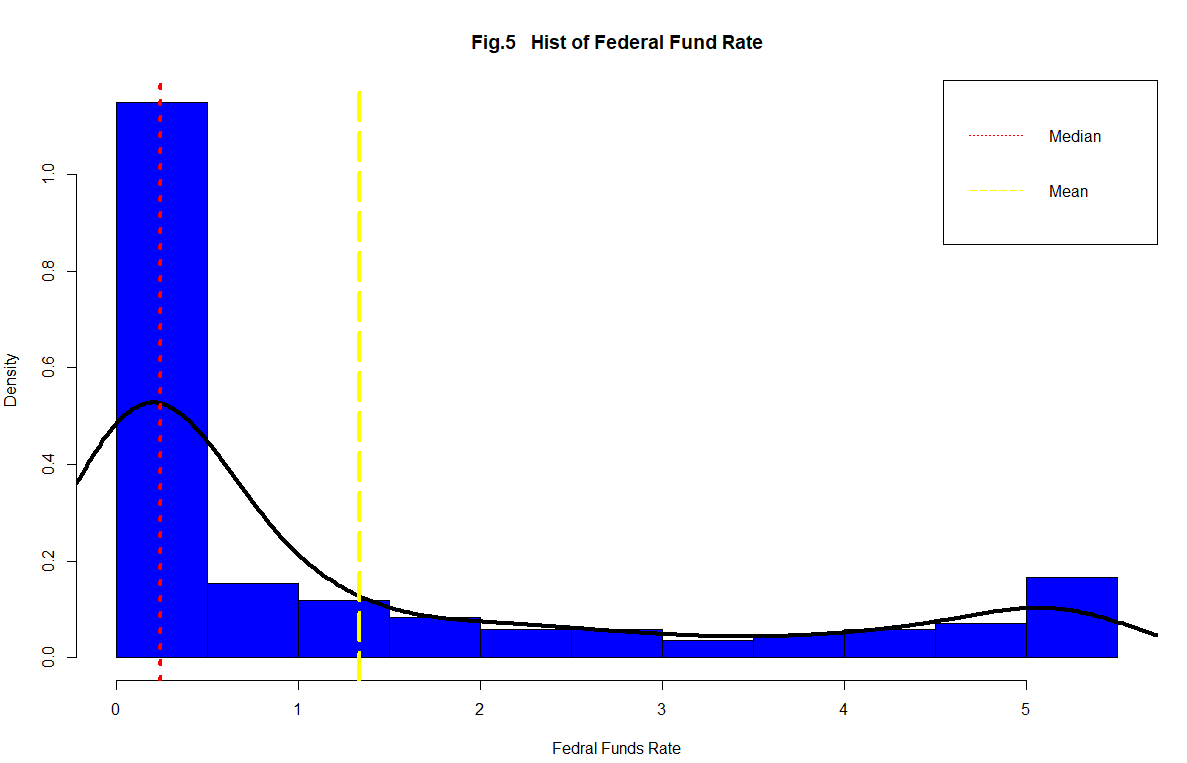 Fig.5 Hist of Federal Fund Rate
Median
Mean
Density
1.0
0.8
0.6
0.4
0.2
0.0
0 1 2 3 4 5
Fedral Funds Rate